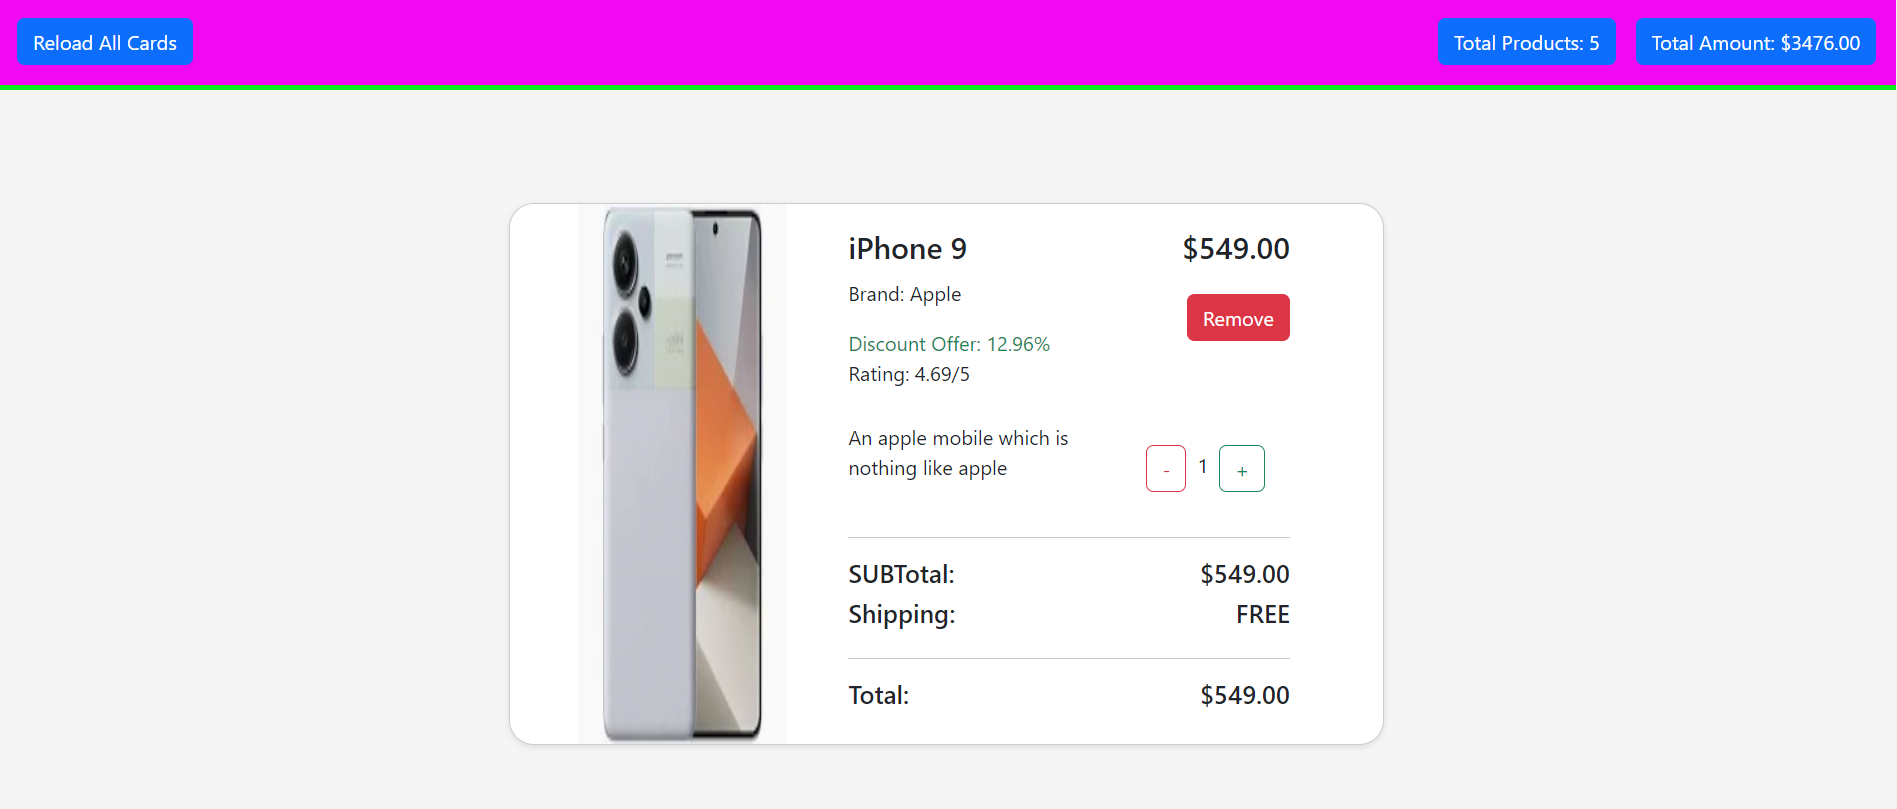 Reload All Cards
Total Products: 5
Total Amount: $3476.00
iPhone 9
$549.00
Brand: Apple
Remove
Discount Offer: 12.96%
Rating: 4.69/5
An apple mobile which is
nothing like apple
- 1 +
SUBTotal:
$549.00
Shipping:
FREE
Total:
$549.00